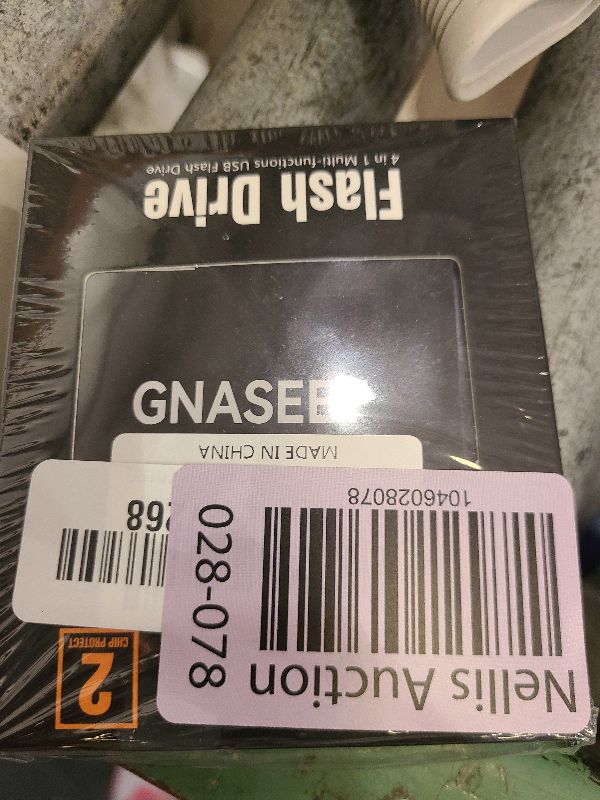 Flash Drive
4 in 1 Multi-functions USB Flash Drive
GNASEE
MADE IN CHINA
268
1046028078
028-078
Nellis Auction
2
CHIP PROTECT